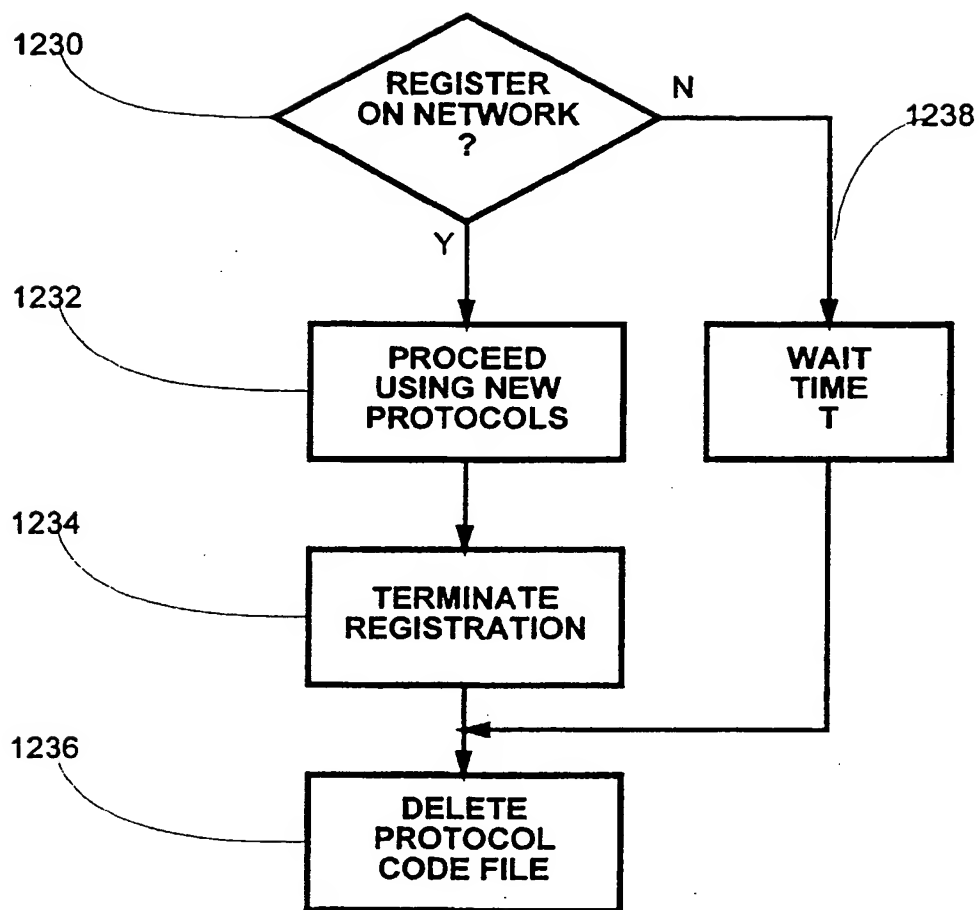 1230
REGISTER
ON NETWORK
?
N
1238
Y
1232
PROCEED
USING NEW
PROTOCOLS
WAIT
TIME
T
1234
TERMINATE
REGISTRATION
1236
DELETE
PROTOCOL
CODE FILE